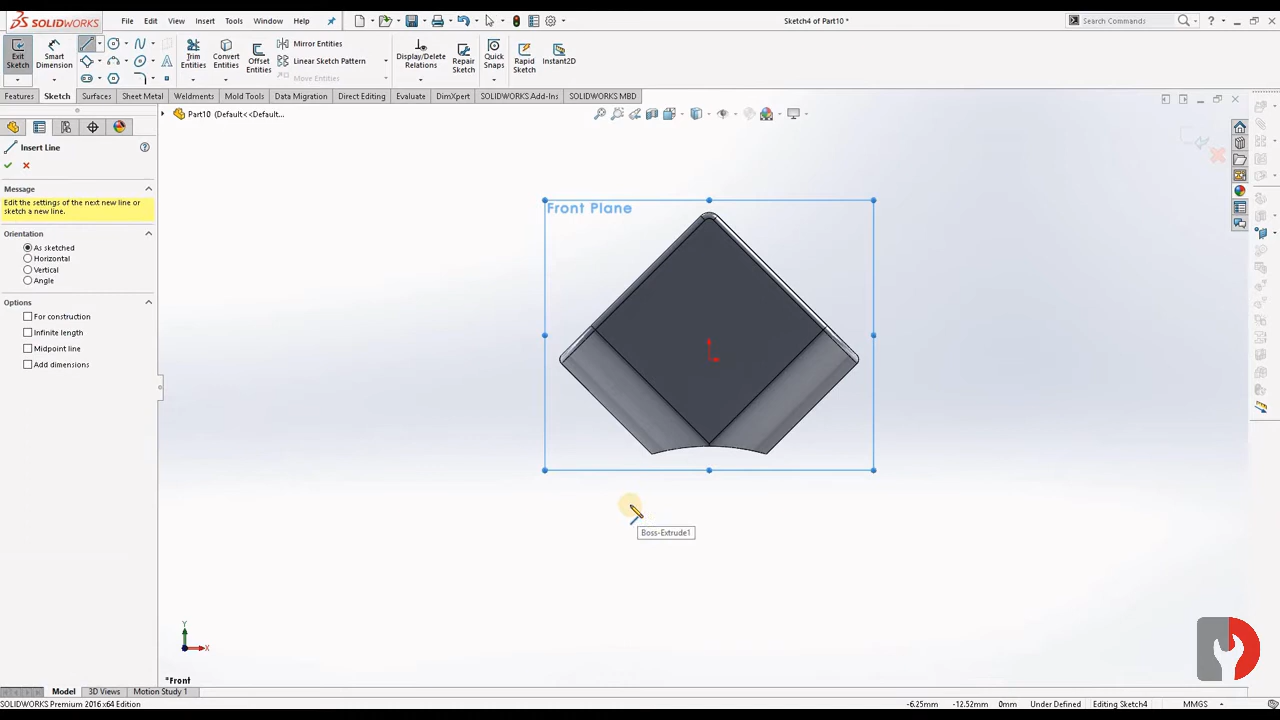 SOLIDWORKS File Edit View Insert Tools Window Help Sketch4 of Part10 * Search Commands
Exit Sketch Smart Dimension Trim Entities Convert Entities Offset Entities Mirror Entities Linear Sketch Pattern Move Entities Display/Delete Relations Repair Sketch Quick Snaps Rapid Sketch Instant2D
Features Sketch Surfaces Sheet Metal Weldments Mold Tools Data Migration Direct Editing Evaluate DimXpert SOLIDWORKS Add-Ins SOLIDWORKS MBD
Part10 (Default<<Default...
Insert Line
Message
Edit the settings of the next new line or
sketch a new line.
Front Plane
Orientation
As sketched
Horizontal
Vertical
Angle
Options
For construction
Infinite length
Midpoint line
Add dimensions
Boss-Extrude1
Y
X
*Front
Model 3D Views Motion Study 1
SOLIDWORKS Premium 2016 x64 Edition -6.25mm -12.52mm 0mm Under Defined Editing Sketch4 MMGS